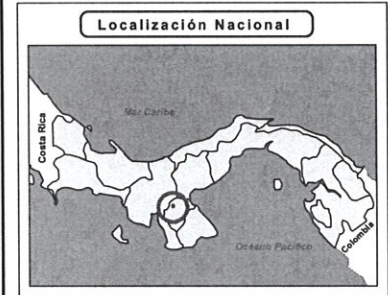 Localización Nacional
Mar Caribe
Costa Rica
Océano Pacífico
Colombia